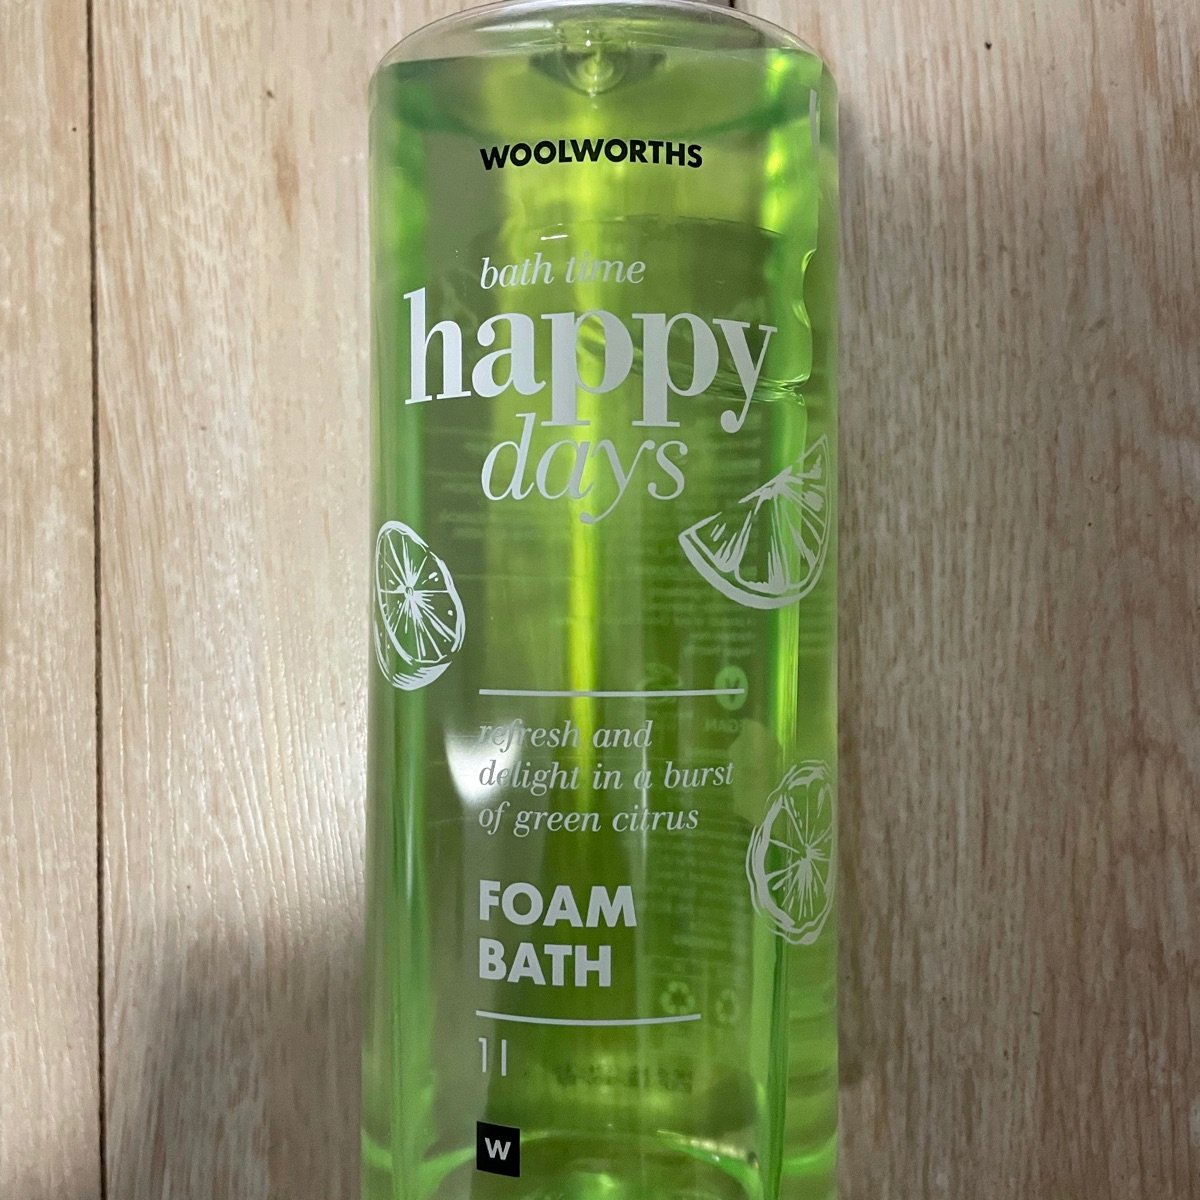 WOOLWORTHS
bath time
happy
days
refresh and
delight in a burst
of green citrus
FOAM
BATH
1l
W